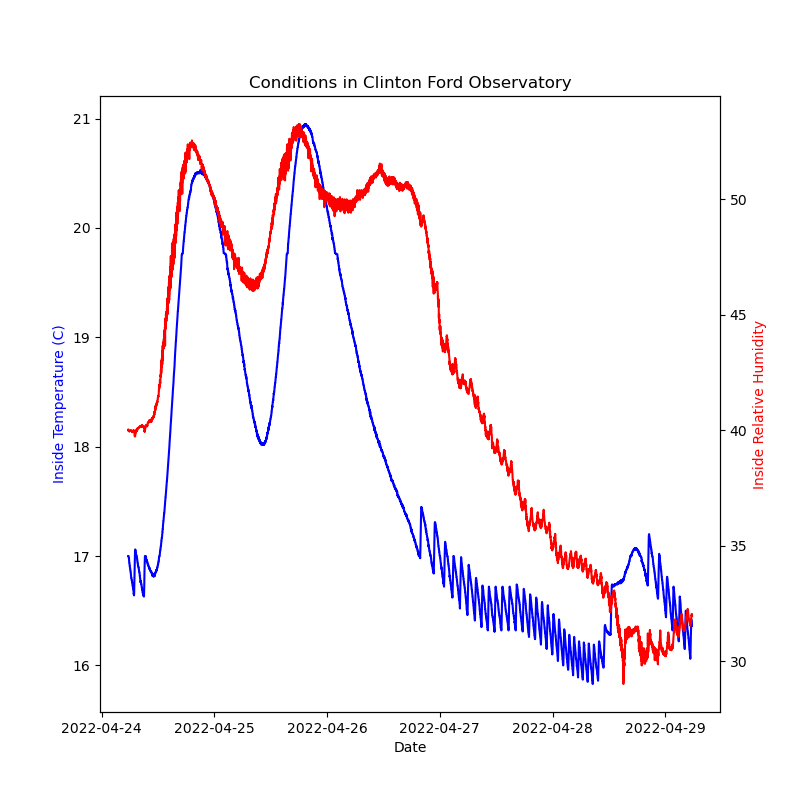 Conditions in Clinton Ford Observatory
21
20
19
18
17
16
Inside Temperature (C)
50
45
40
35
30
Inside Relative Humidity
2022-04-24 2022-04-25 2022-04-26 2022-04-27 2022-04-28 2022-04-29
Date